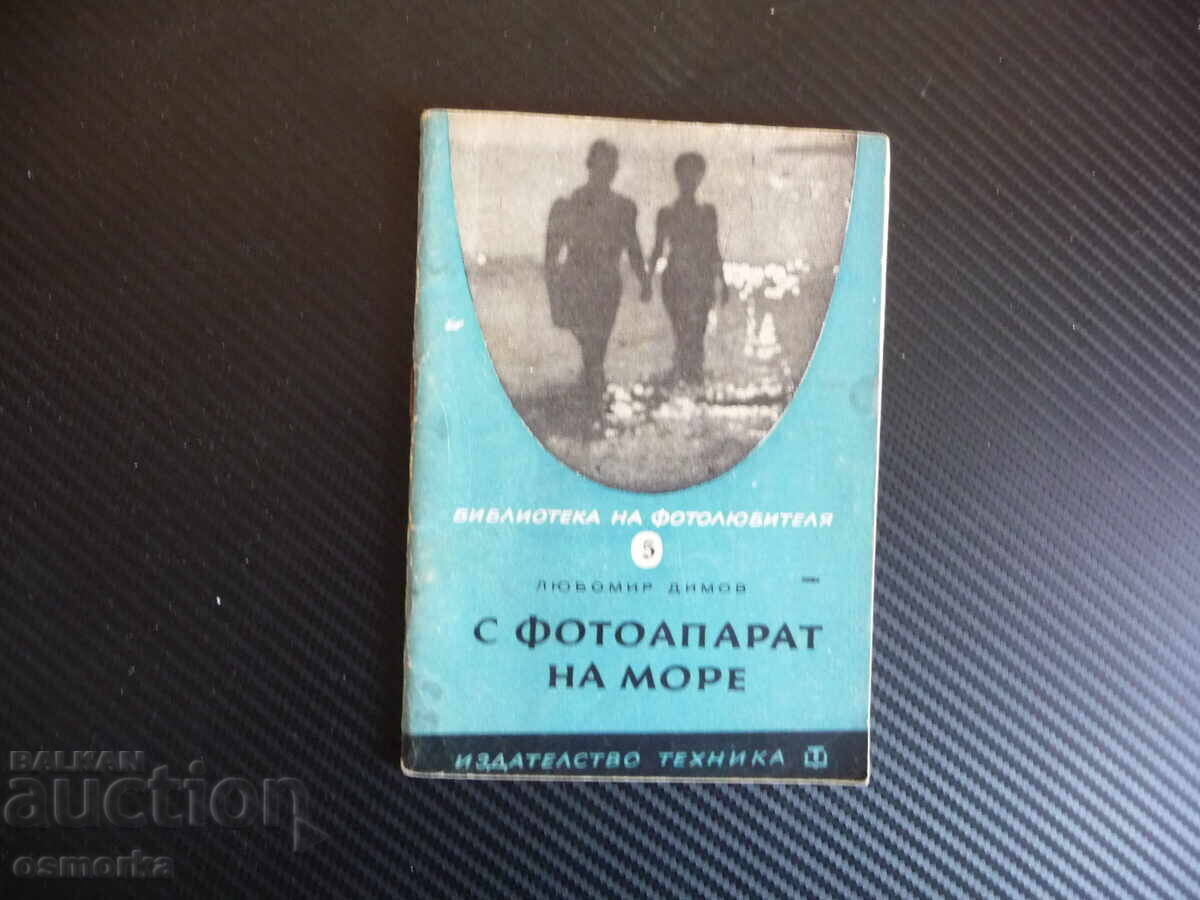 БИБЛИОТЕКА НА ФОТОЛЮБИТЕЛЯ
5
ЛЮБОМИР ДИМОВ
С ФОТОАПАРАТ
НА МОРЕ
ИЗДАТЕЛСТВО ТЕХНИКА
BALKAN
auction
osmorka